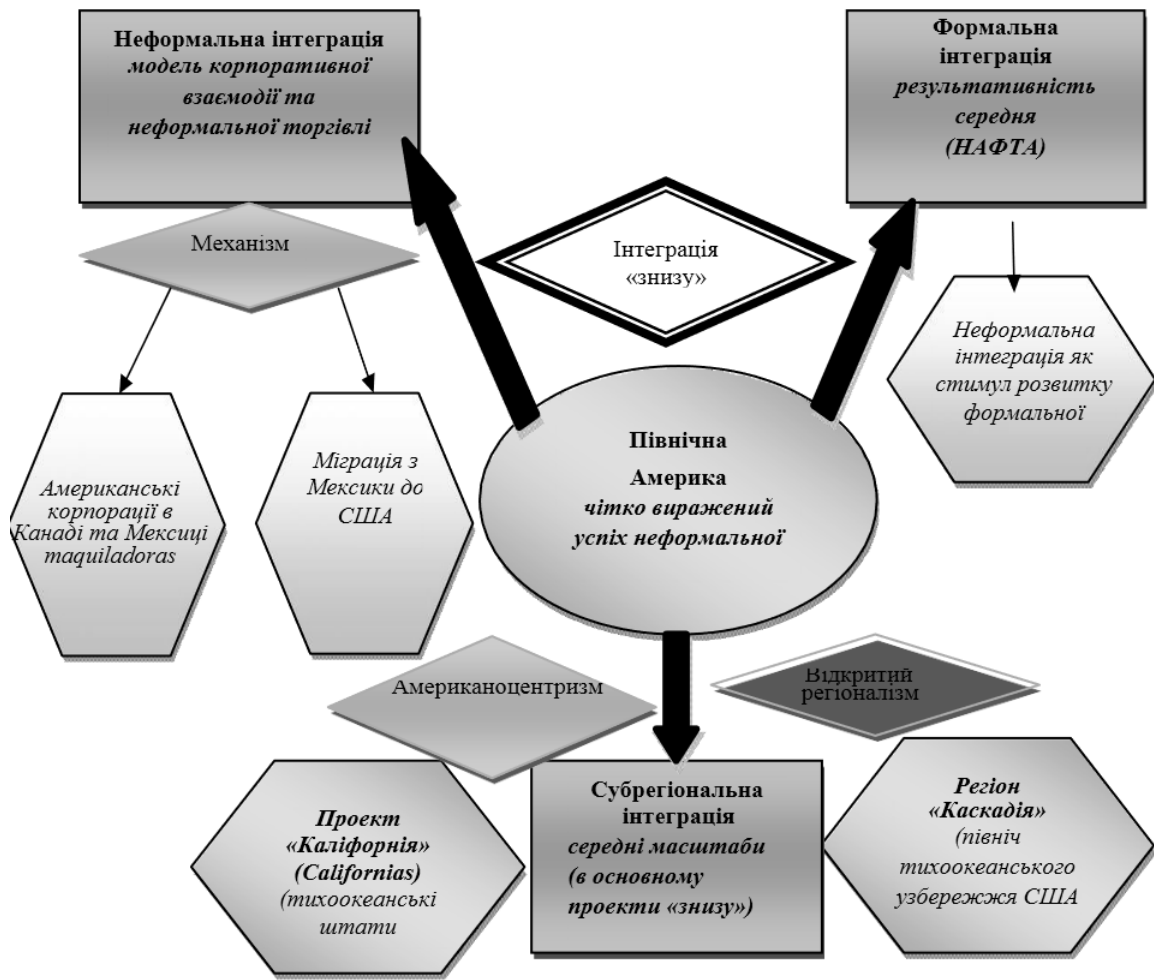 Неформальна інтеграція
модель корпоративної
взаємодії та
неформальної торгівлі
Формальна
інтеграція
результативність
середня
(НАФТА)
Механізм
Інтеграція
«знизу»
Неформальна
інтеграція як
стимул розвитку
формальної
Американські
корпорації в
Канаді та Мексиці
maquiladoras
Міграція з
Мексики до
США
Північна
Америка
чітко виражений
успіх неформальної
Американоцентризм
Відкритий
регіоналізм
Проект
«Каліфорнія»
(Californias)
(тихоокеанські
штати
Субрегіональна
інтеграція
середні масштаби
(в основному
проекти «знизу»)
Регіон
«Каскадія»
(північ
тихоокеанського
узбережжя США